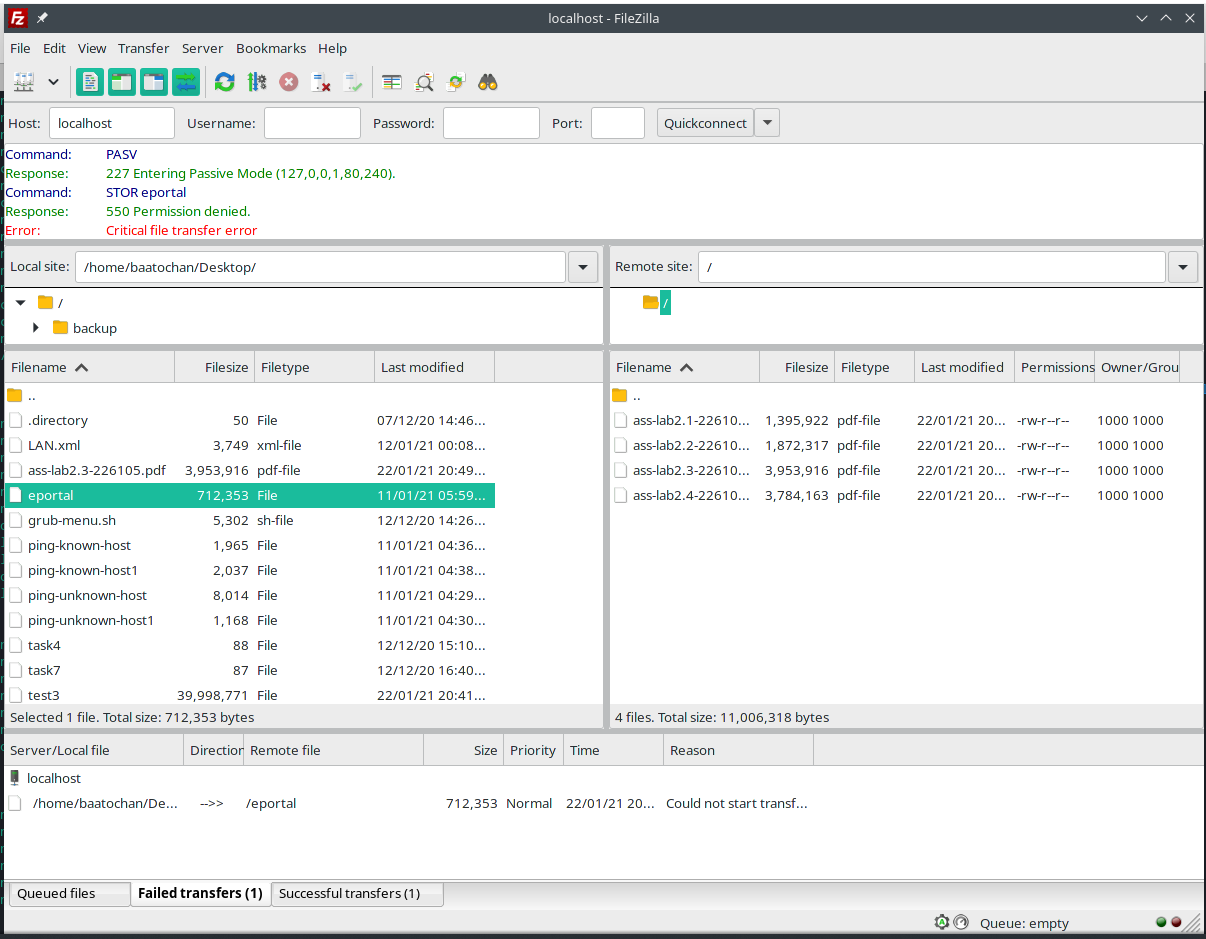 localhost - FileZilla
File Edit View Transfer Server Bookmarks Help
Host: localhost Username: Password: Port: Quickconnect
Command: PASV
Response: 227 Entering Passive Mode (127,0,0,1,80,240).
Command: STOR eportal
Response: 550 Permission denied.
Error: Critical file transfer error
Local site: /home/baatochan/Desktop/
/
backup
Filename Filesize Filetype Last modified
..
.directory 50 File 07/12/20 14:46...
LAN.xml 3,749 xml-file 12/01/21 00:08...
ass-lab2.3-226105.pdf 3,953,916 pdf-file 22/01/21 20:49...
eportal 712,353 File 11/01/21 05:59...
grub-menu.sh 5,302 sh-file 12/12/20 14:26...
ping-known-host 1,965 File 11/01/21 04:36...
ping-known-host1 2,037 File 11/01/21 04:38...
ping-unknown-host 8,014 File 11/01/21 04:29...
ping-unknown-host1 1,168 File 11/01/21 04:30...
task4 88 File 12/12/20 15:10...
task7 87 File 12/12/20 16:40...
test3 39,998,771 File 22/01/21 20:41...
Selected 1 file. Total size: 712,353 bytes
Remote site: /
/
Filename Filesize Filetype Last modified Permissions Owner/Grou
..
ass-lab2.1-22610... 1,395,922 pdf-file 22/01/21 20... -rw-r--r-- 1000 1000
ass-lab2.2-22610... 1,872,317 pdf-file 22/01/21 20... -rw-r--r-- 1000 1000
ass-lab2.3-22610... 3,953,916 pdf-file 22/01/21 20... -rw-r--r-- 1000 1000
ass-lab2.4-22610... 3,784,163 pdf-file 22/01/21 20... -rw-r--r-- 1000 1000
4 files. Total size: 11,006,318 bytes
Server/Local file Direction Remote file Size Priority Time Reason
localhost
/home/baatochan/De... -->> /eportal 712,353 Normal 22/01/21 20... Could not start transf...
Queued files Failed transfers (1) Successful transfers (1)
Queue: empty